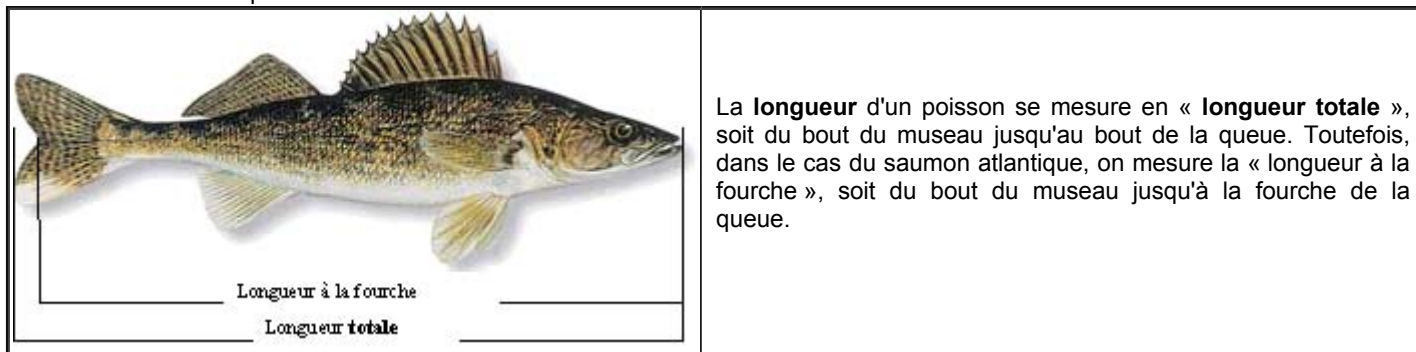 Longueur à la fourche
Longueur totale
La longueur d'un poisson se mesure en « longueur totale »,
soit du bout du museau jusqu'au bout de la queue. Toutefois,
dans le cas du saumon atlantique, on mesure la « longueur à la
fourche », soit du bout du museau jusqu'à la fourche de la
queue.